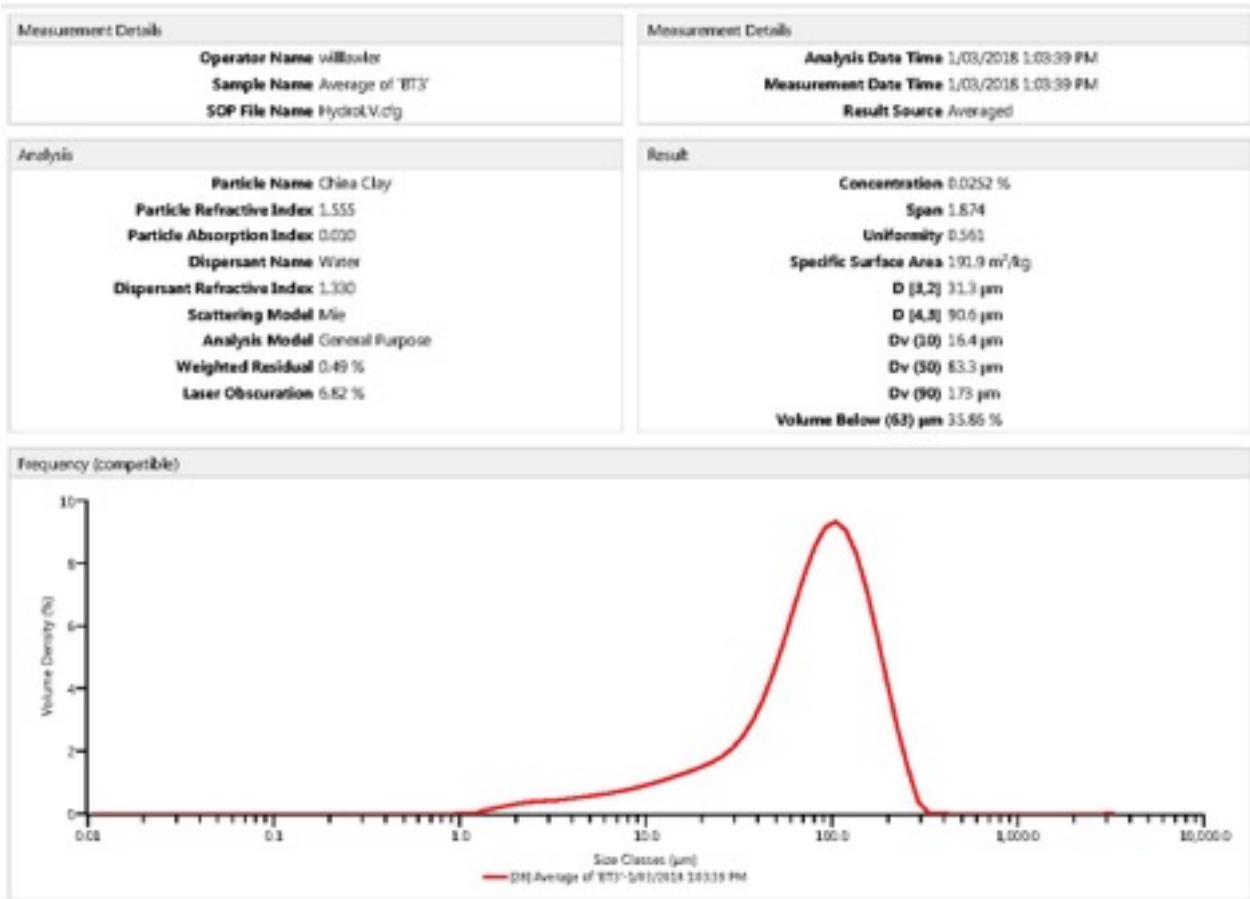 Measurement Details
Operator Name willlawler
Sample Name Average of 'BT3'
SOP File Name HydroLV.cfg
Measurement Details
Analysis Date Time 1/03/2018 1:03:39 PM
Measurement Date Time 1/03/2018 1:03:39 PM
Result Source Averaged
Analysis
Particle Name China Clay
Particle Refractive Index 1.555
Particle Absorption Index 0.010
Dispersant Name Water
Dispersant Refractive Index 1.330
Scattering Model Mie
Analysis Model General Purpose
Weighted Residual 0.49 %
Laser Obscuration 6.82 %
Result
Concentration 0.0252 %
Span 1.874
Uniformity 0.561
Specific Surface Area 191.9 m²/kg
D [3,2] 31.3 µm
D [4,3] 90.6 µm
Dv (10) 16.4 µm
Dv (50) 83.3 µm
Dv (90) 173 µm
Volume Below (63) µm 35.86 %
Frequency (compatible)
Volume Density (%)
10
8
6
4
2
0
0.01 0.1 1.0 10.0 100.0 1,000.0 10,000.0
Size Classes (µm)
[28] Average of 'BT3'-1/03/2018 1:03:39 PM